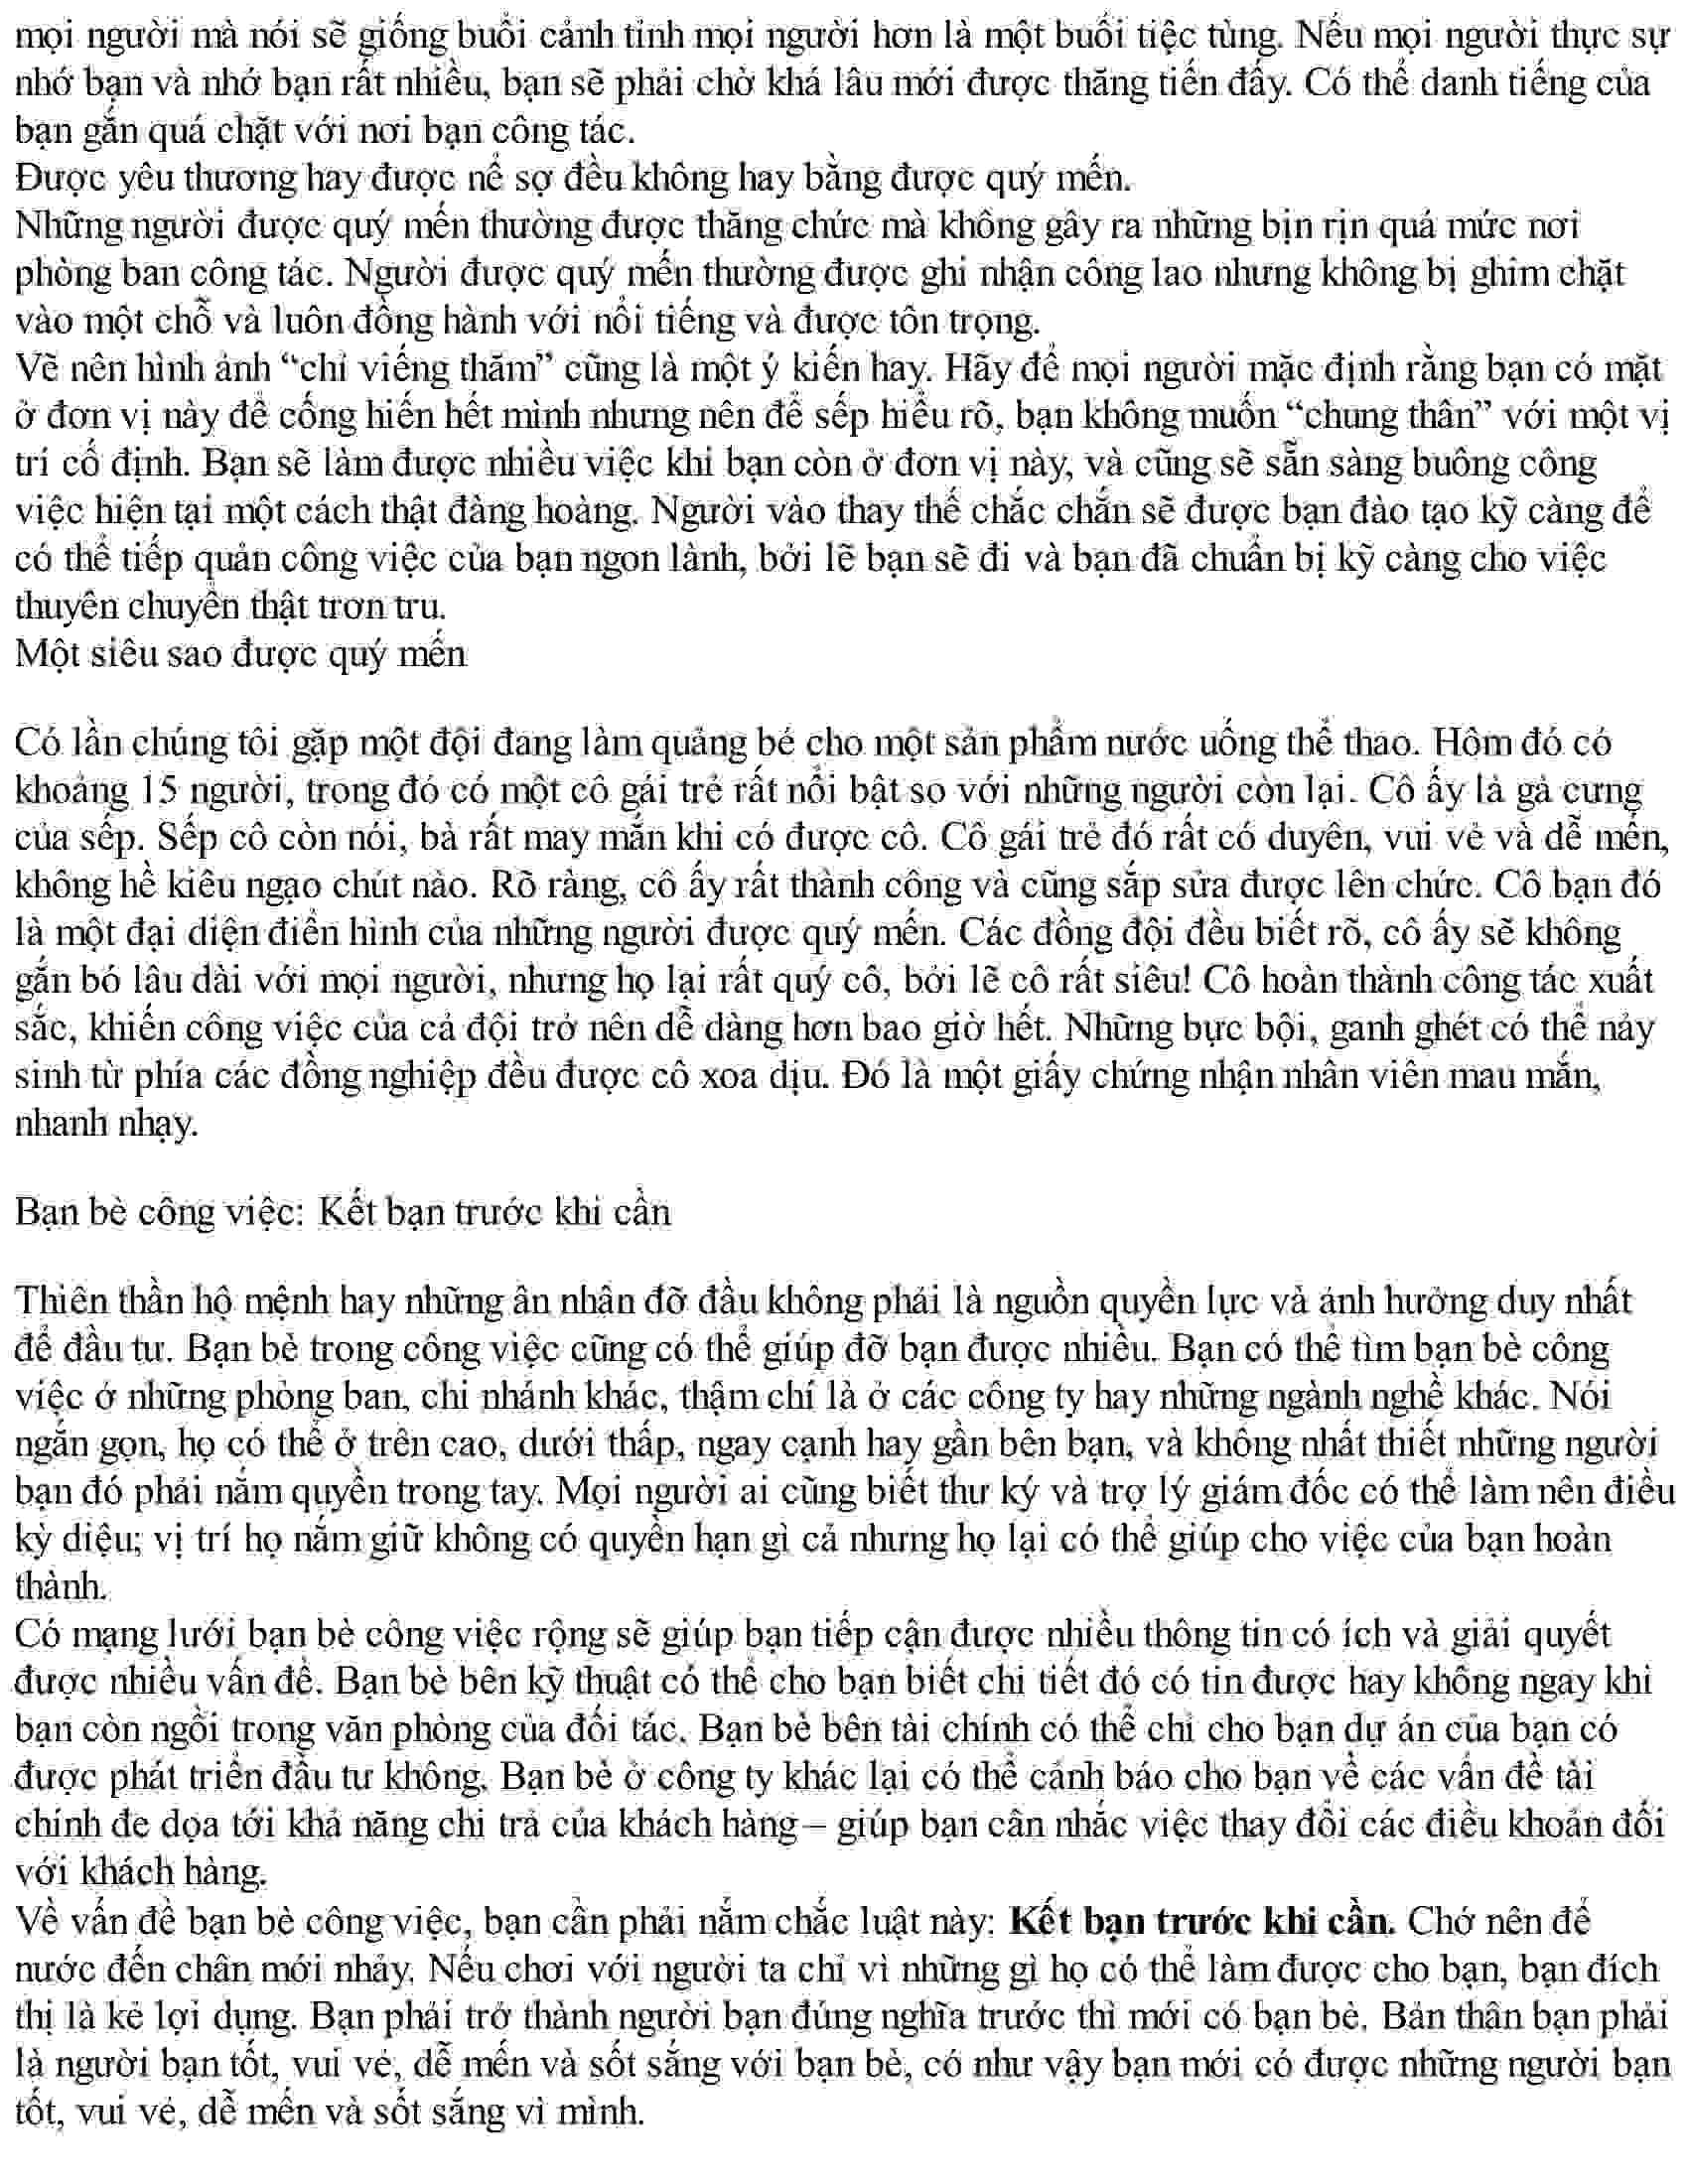 mọi người mà nói sẽ giống buổi cảnh tỉnh mọi người hơn là một buổi tiệc tùng. Nếu mọi người thực sự
nhớ bạn và nhớ bạn rất nhiều, bạn sẽ phải chờ khá lâu mới được thăng tiến đấy. Có thể danh tiếng của
bạn gắn quá chặt với nơi bạn công tác.
Được yêu thương hay được nể sợ đều không hay bằng được quý mến.
Những người được quý mến thường được thăng chức mà không gây ra những bịn rịn quá mức nơi
phòng ban công tác. Người được quý mến thường được ghi nhận công lao nhưng không bị ghim chặt
vào một chỗ và luôn đồng hành với nổi tiếng và được tôn trọng.
Vẽ nên hình ảnh “chỉ viếng thăm” cũng là một ý kiến hay. Hãy để mọi người mặc định rằng bạn có mặt
ở đơn vị này để cống hiến hết mình nhưng nên để sếp hiểu rõ, bạn không muốn “chung thân” với một vị
trí cố định. Bạn sẽ làm được nhiều việc khi bạn còn ở đơn vị này, và cũng sẽ sẵn sàng buông công
việc hiện tại một cách thật đàng hoàng. Người vào thay thế chắc chắn sẽ được bạn đào tạo kỹ càng để
có thể tiếp quản công việc của bạn ngon lành, bởi lẽ bạn sẽ đi và bạn đã chuẩn bị kỹ càng cho việc
thuyên chuyển thật trơn tru.
Một siêu sao được quý mến
Có lần chúng tôi gặp một đội đang làm quảng bé cho một sản phẩm nước uống thể thao. Hôm đó có
khoảng 15 người, trong đó có một cô gái trẻ rất nổi bật so với những người còn lại. Cô ấy là gà cưng
của sếp. Sếp cô còn nói, bà rất may mắn khi có được cô. Cô gái trẻ đó rất có duyên, vui vẻ và dễ mến,
không hề kiêu ngạo chút nào. Rõ ràng, cô ấy rất thành công và cũng sắp sửa được lên chức. Cô bạn đó
là một đại diện điển hình của những người được quý mến. Các đồng đội đều biết rõ, cô ấy sẽ không
gắn bó lâu dài với mọi người, nhưng họ lại rất quý cô, bởi lẽ cô rất siêu! Cô hoàn thành công tác xuất
sắc, khiến công việc của cả đội trở nên dễ dàng hơn bao giờ hết. Những bực bội, ganh ghét có thể nảy
sinh từ phía các đồng nghiệp đều được cô xoa dịu. Đó là một giấy chứng nhận nhân viên mau mắn,
nhanh nhạy.
Bạn bè công việc: Kết bạn trước khi cần
Thiên thần hộ mệnh hay những ân nhân đỡ đầu không phải là nguồn quyền lực và ảnh hưởng duy nhất
để đầu tư. Bạn bè trong công việc cũng có thể giúp đỡ bạn được nhiều. Bạn có thể tìm bạn bè công
việc ở những phòng ban, chi nhánh khác, thậm chí là ở các công ty hay những ngành nghề khác. Nói
ngắn gọn, họ có thể ở trên cao, dưới thấp, ngay cạnh hay gần bên bạn, và không nhất thiết những người
bạn đó phải nắm quyền trong tay. Mọi người ai cũng biết thư ký và trợ lý giám đốc có thể làm nên điều
kỳ diệu; vị trí họ nắm giữ không có quyền hạn gì cả nhưng họ lại có thể giúp cho việc của bạn hoàn
thành.
Có mạng lưới bạn bè công việc rộng sẽ giúp bạn tiếp cận được nhiều thông tin có ích và giải quyết
được nhiều vấn đề. Bạn bè bên kỹ thuật có thể cho bạn biết chi tiết đó có tin được hay không ngay khi
bạn còn ngồi trong văn phòng của đối tác. Bạn bè bên tài chính có thể chỉ cho bạn dự án của bạn có
được phát triển đầu tư không. Bạn bè ở công ty khác lại có thể cảnh báo cho bạn về các vấn đề tài
chính đe dọa tới khả năng chi trả của khách hàng – giúp bạn cân nhắc việc thay đổi các điều khoản đối
với khách hàng.
Về vấn đề bạn bè công việc, bạn cần phải nắm chắc luật này: Kết bạn trước khi cần. Chớ nên để
nước đến chân mới nhảy. Nếu chơi với người ta chỉ vì những gì họ có thể làm được cho bạn, bạn đích
thị là kẻ lợi dụng. Bạn phải trở thành người bạn đúng nghĩa trước thì mới có bạn bè. Bản thân bạn phải
là người bạn tốt, vui vẻ, dễ mến và sốt sắng với bạn bè, có như vậy bạn mới có được những người bạn
tốt, vui vẻ, dễ mến và sốt sắng vì mình.